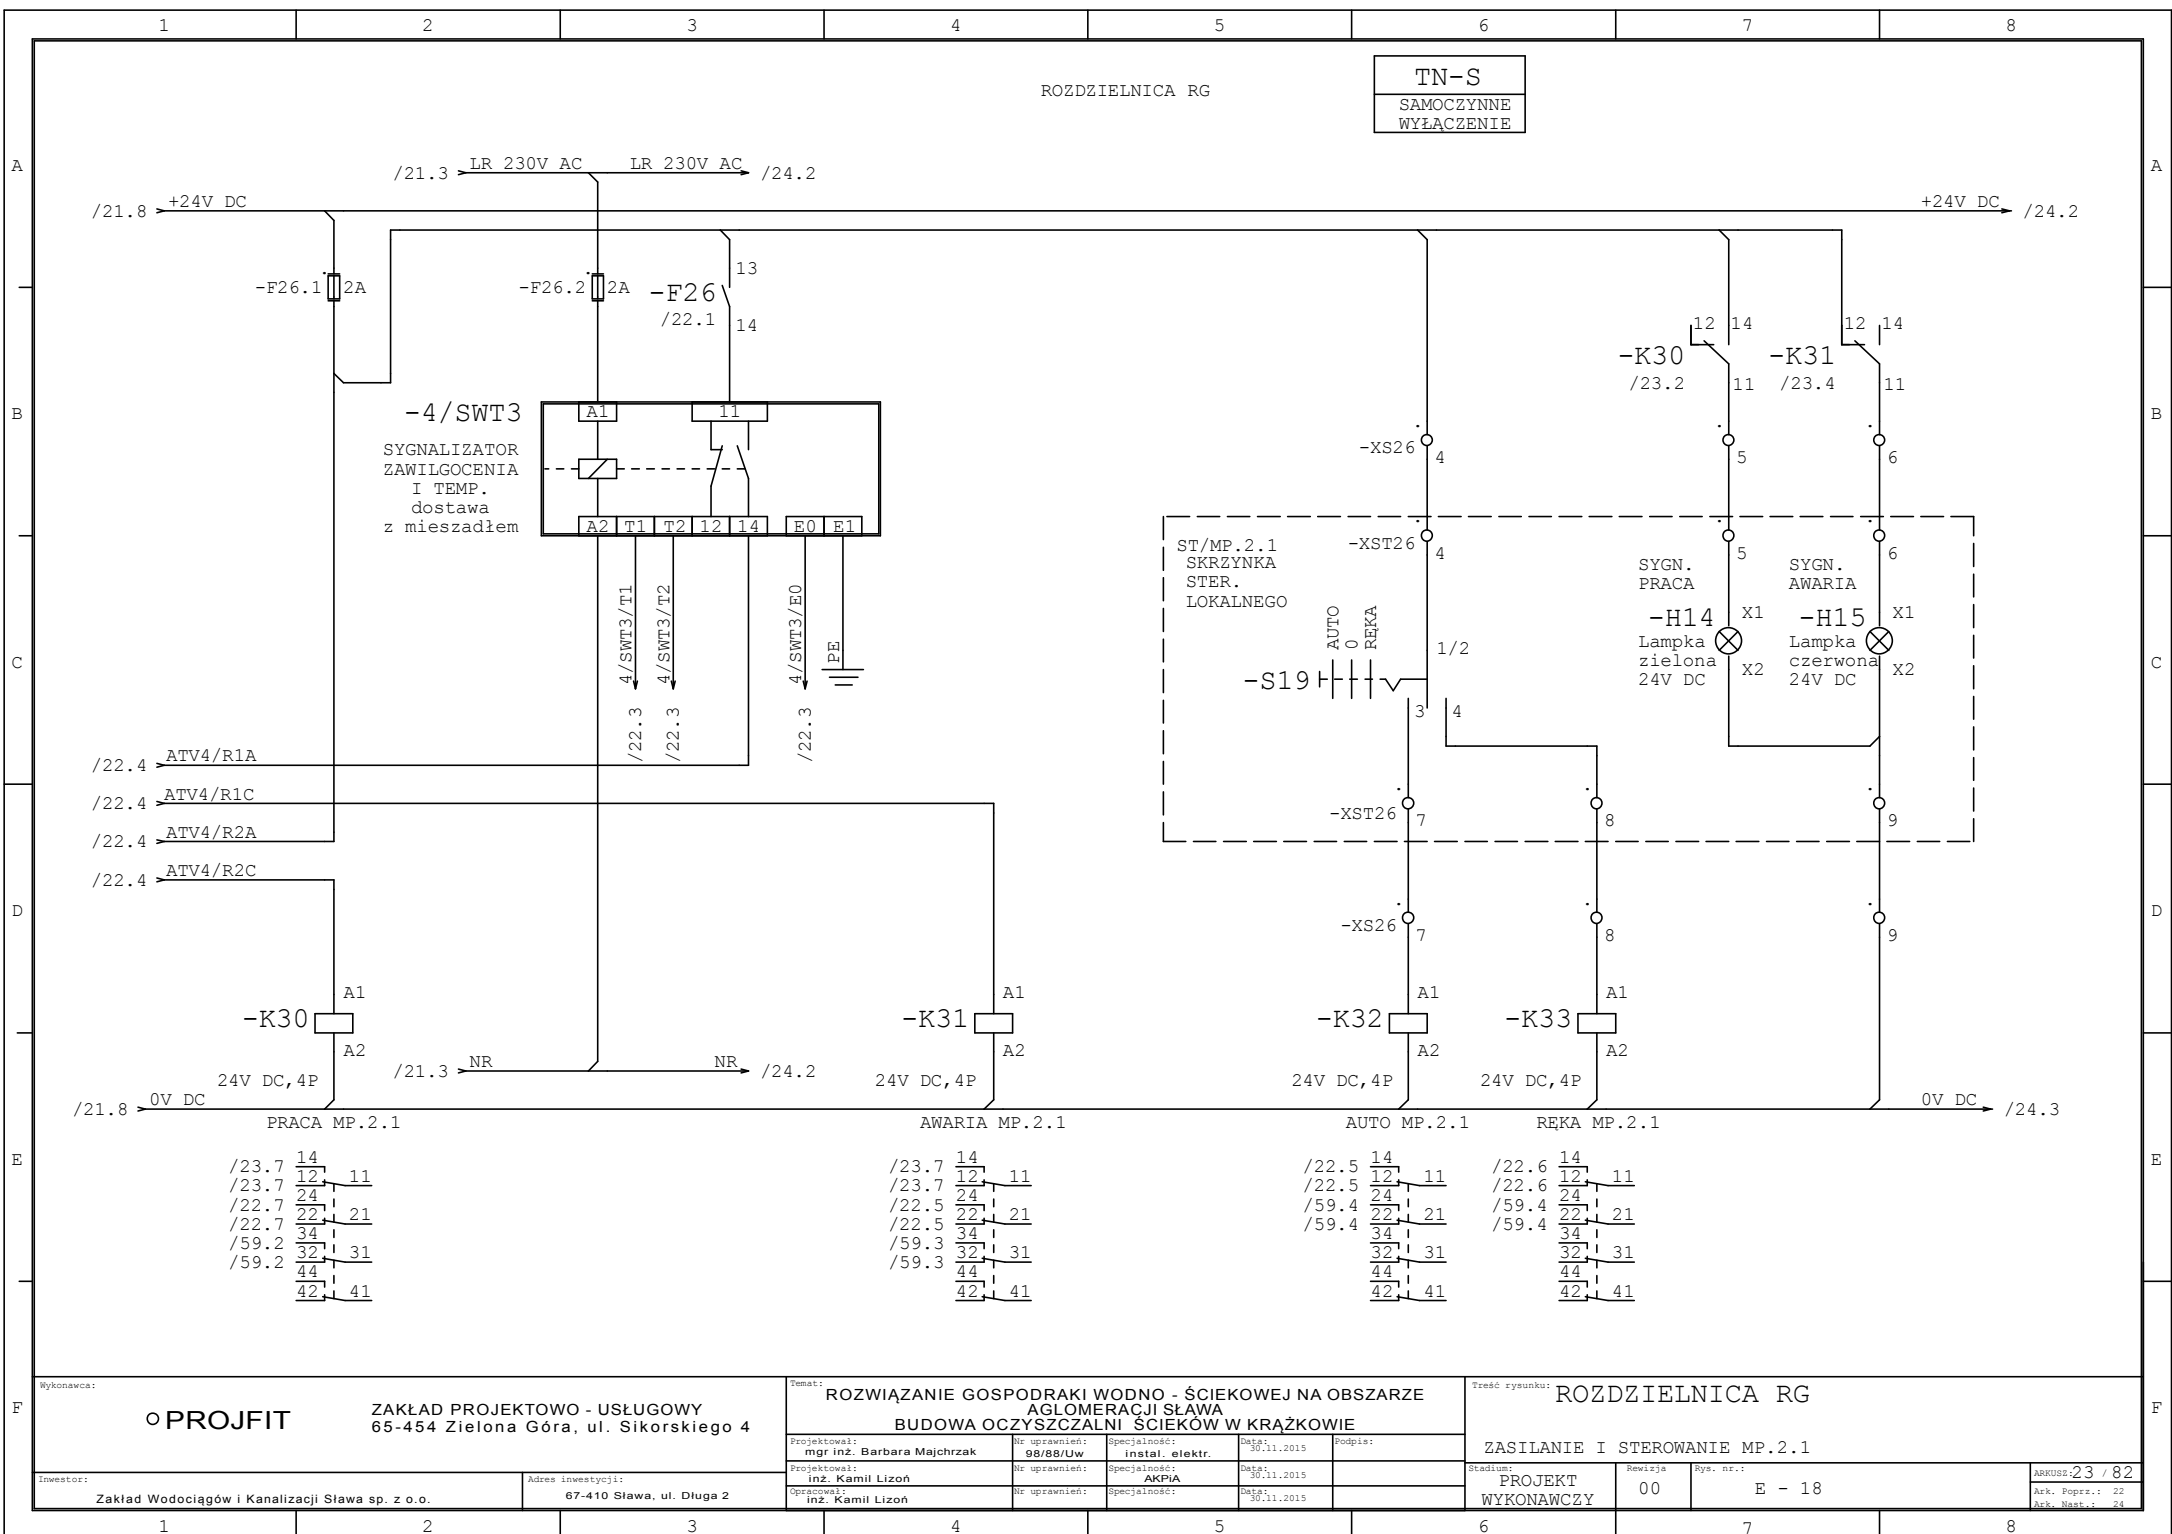 1 2 3 4 5 6 7 8
ROZDZIELNICA RG
TN-S
SAMOCZYNNE
WYŁĄCZENIE
A A
/21.3 LR 230V AC LR 230V AC /24.2
/21.8 +24V DC +24V DC /24.2
-F26.1 2A
-F26.2 2A
-F26
/22.1
13
14
12 14
-K30
/23.2 11
12 14
-K31
/23.4 11
B B
-4/SWT3
SYGNALIZATOR
ZAWILGOCENIA
I TEMP.
dostawa
z mieszadłem
A1 11
A2 T1 T2 12 14 E0 E1
4/SWT3/T1
/22.3
4/SWT3/T2
/22.3
4/SWT3/E0
/22.3
PE
-XS26 4
5
6
-XST26 4
5
6
ST/MP.2.1
SKRZYNKA
STER.
LOKALNEGO
AUTO
0
RĘKA
-S19
1/2
3 4
SYGN.
PRACA
-H14 X1
Lampka
zielona
24V DC X2
SYGN.
AWARIA
-H15 X1
Lampka
czerwona
24V DC X2
C C
/22.4 ATV4/R1A
/22.4 ATV4/R1C
/22.4 ATV4/R2A
/22.4 ATV4/R2C
-XST26 7 8 9
D D
-XS26 7 8 9
-K30 A1
A2
24V DC,4P
/21.3 NR NR /24.2
-K31 A1
A2
24V DC,4P
-K32 A1
A2
24V DC,4P
-K33 A1
A2
24V DC,4P
/21.8 0V DC 0V DC /24.3
PRACA MP.2.1
AWARIA MP.2.1
AUTO MP.2.1
RĘKA MP.2.1
E E
/23.7 14
/23.7 12 11
/22.7 24
/22.7 22 21
/59.2 34
/59.2 32 31
44
42 41
/23.7 14
/23.7 12 11
/22.5 24
/22.5 22 21
/59.3 34
/59.3 32 31
44
42 41
/22.5 14
/22.5 12 11
/59.4 24
/59.4 22 21
34
32 31
44
42 41
/22.6 14
/22.6 12 11
/59.4 24
/59.4 22 21
34
32 31
44
42 41
F F
Wykonawca:
PROJFIT
ZAKŁAD PROJEKTOWO - USŁUGOWY
65-454 Zielona Góra, ul. Sikorskiego 4
Inwestor:
Zakład Wodociągów i Kanalizacji Sława sp. z o.o.
Adres inwestycji:
67-410 Sława, ul. Długa 2
Temat:
ROZWIĄZANIE GOSPODRAKI WODNO - ŚCIEKOWEJ NA OBSZARZE
AGLOMERACJI SŁAWA
BUDOWA OCZYSZCZALNI ŚCIEKÓW W KRĄŻKOWIE
Projektował: mgr inż. Barbara Majchrzak Nr uprawnień: 98/88/Uw Specjalność: instal. elektr. Data: 30.11.2015 Podpis:
Projektował: inż. Kamil Lizoń Nr uprawnień: Specjalność: AKPiA Data: 30.11.2015
Opracował: inż. Kamil Lizoń Nr uprawnień: Specjalność: Data: 30.11.2015
Treść rysunku: ROZDZIELNICA RG
ZASILANIE I STEROWANIE MP.2.1
Stadium:
PROJEKT
WYKONAWCZY
Rewizja
00
Rys. nr.:
E - 18
ARKUSZ: 23 / 82
Ark. Poprz.: 22
Ark. Nast.: 24
1 2 3 4 5 6 7 8